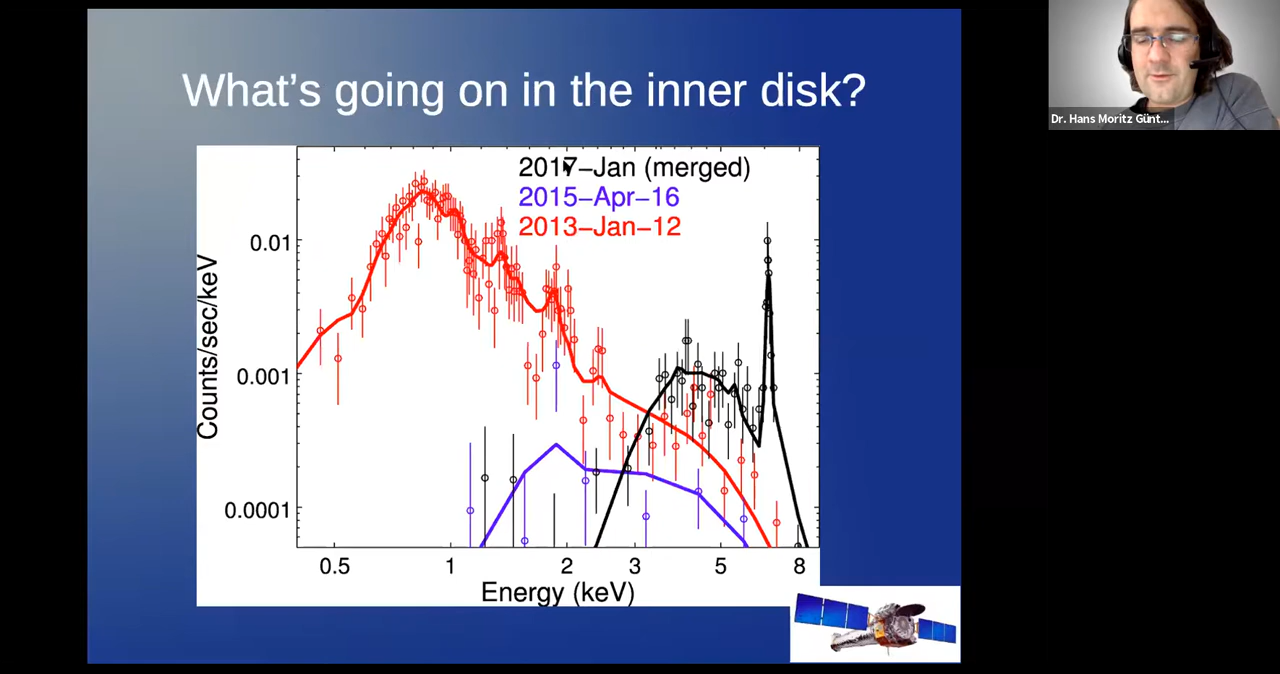 What's going on in the inner disk?
2017-Jan (merged)
2015-Apr-16
2013-Jan-12
0.01
0.001
0.0001
Counts/sec/keV
0.5 1 2 3 5 8
Energy (keV)
Dr. Hans Moritz Günt...